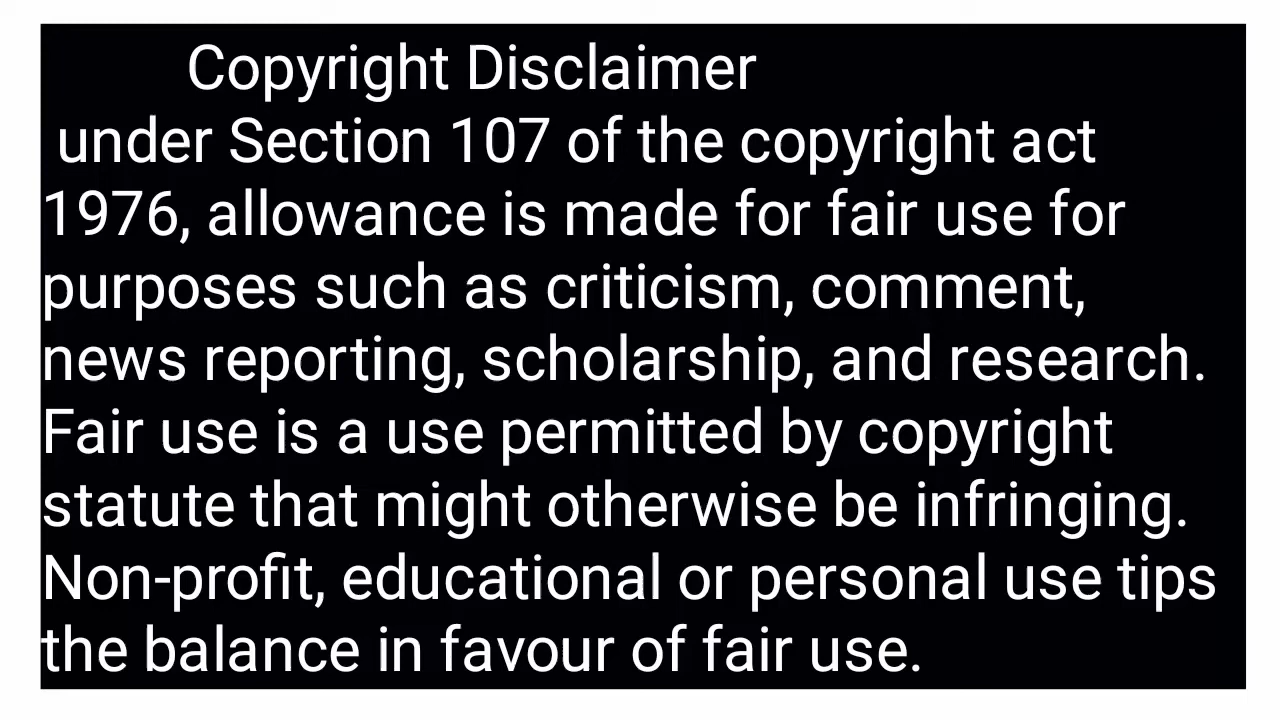 Copyright Disclaimer
under Section 107 of the copyright act
1976, allowance is made for fair use for
purposes such as criticism, comment,
news reporting, scholarship, and research.
Fair use is a use permitted by copyright
statute that might otherwise be infringing.
Non-profit, educational or personal use tips
the balance in favour of fair use.